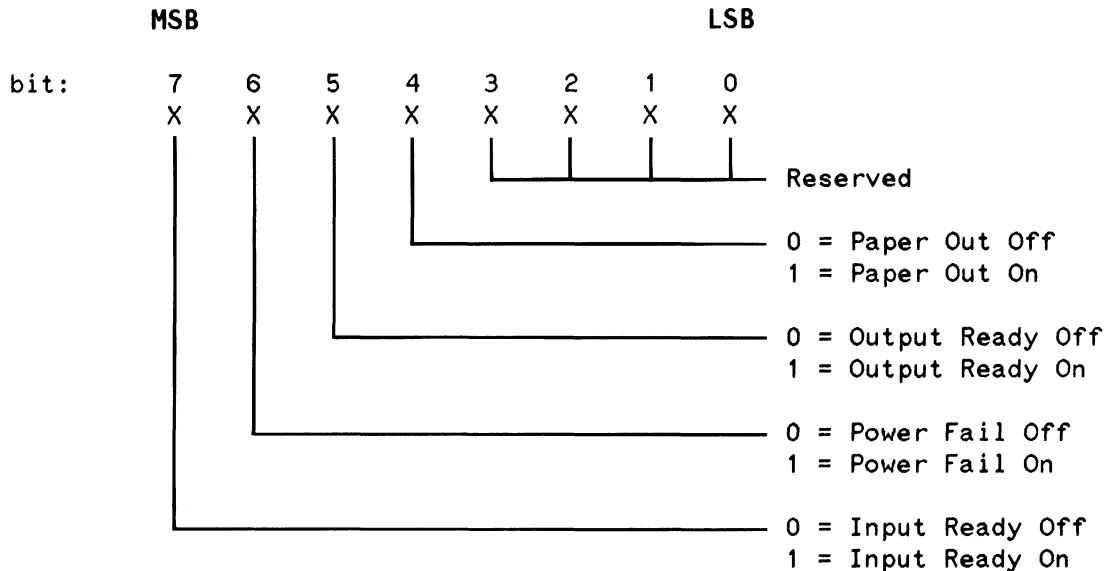 MSB LSB
bit: 7 6 5 4 3 2 1 0
X X X X X X X X
Reserved
0 = Paper Out Off
1 = Paper Out On
0 = Output Ready Off
1 = Output Ready On
0 = Power Fail Off
1 = Power Fail On
0 = Input Ready Off
1 = Input Ready On